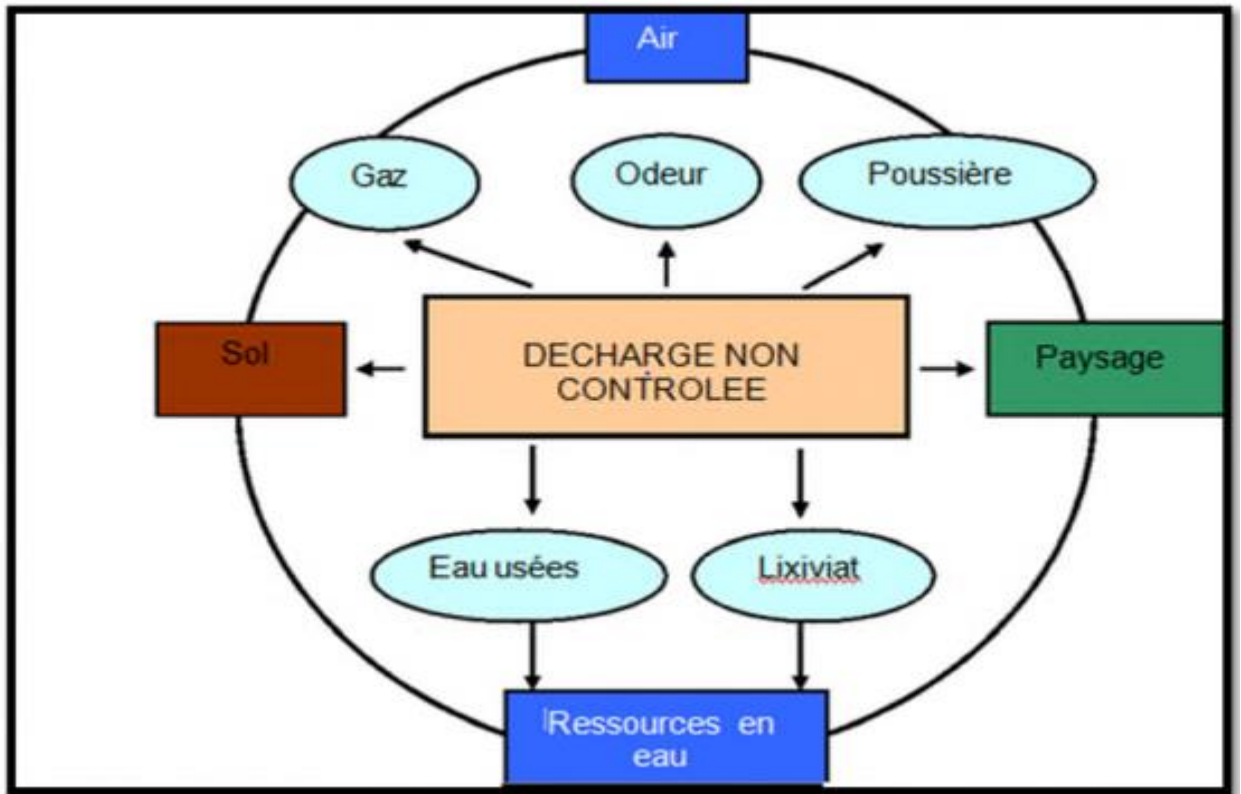 Air
Gaz
Odeur
Poussière
Sol
DECHARGE NON
CONTROLEE
Paysage
Eau usées
Lixiviat
Ressources en
eau